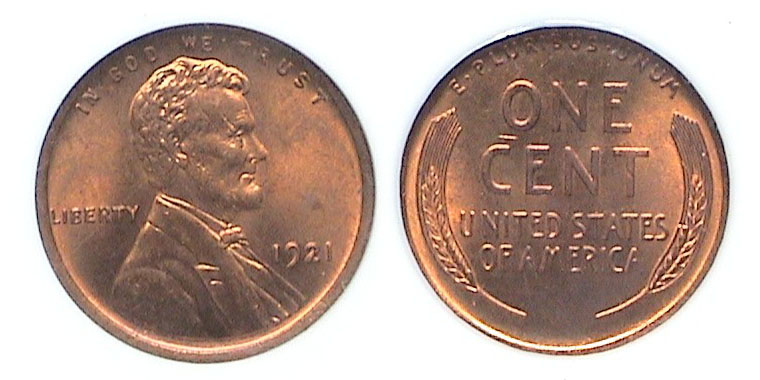 IN GOD WE TRUST
LIBERTY
1921
E·PLURIBUS·UNUM
ONE
CENT
UNITED STATES
OF AMERICA